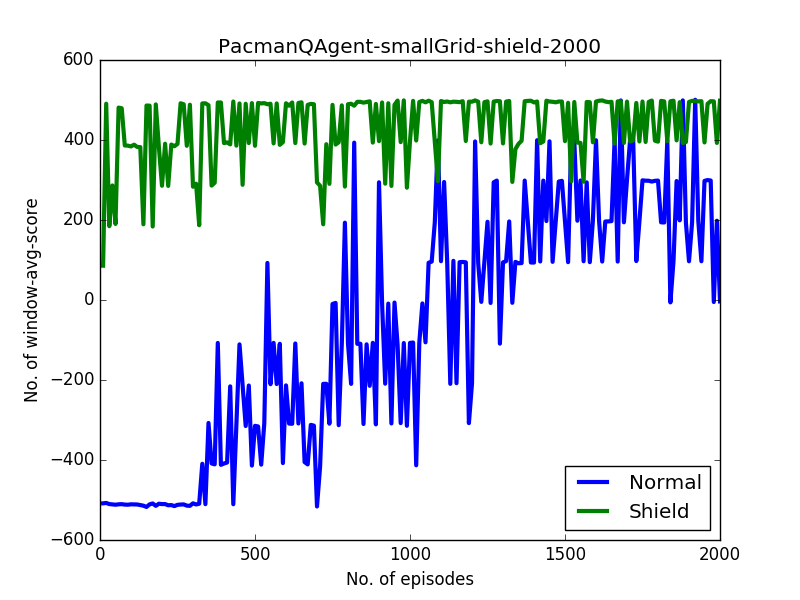 PacmanQAgent-smallGrid-shield-2000
600
400
200
0
−200
−400
−600
No. of window-avg-score
0 500 1000 1500 2000
No. of episodes
Normal
Shield